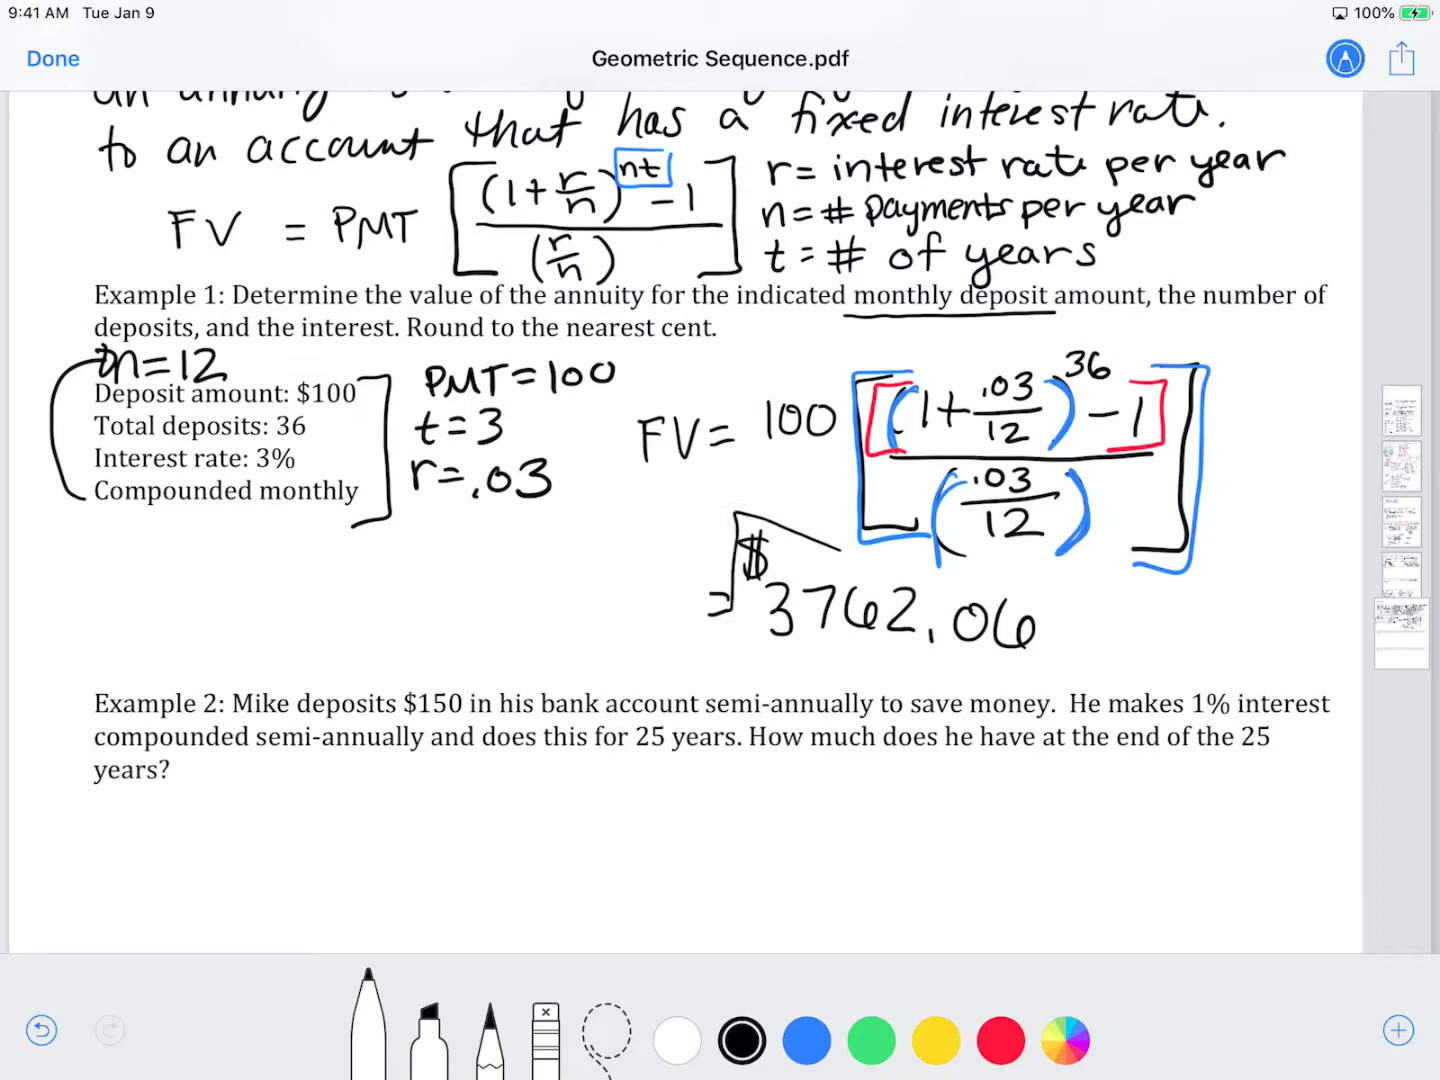 9:41 AM Tue Jan 9
100%
Done
Geometric Sequence.pdf
an annuity
to an account that has a fixed interest rate.
FV = PMT [((1+r/n)^nt -1)/(r/n)]
r= interest rate per year
n=# payments per year
t=# of years
Example 1: Determine the value of the annuity for the indicated monthly deposit amount, the number of
deposits, and the interest. Round to the nearest cent.
n=12
Deposit amount: $100
Total deposits: 36
Interest rate: 3%
Compounded monthly
PMT=100
t=3
r=.03
FV= 100 [((1+.03/12)^36 -1)/(.03/12)]
= $3762.06
Example 2: Mike deposits $150 in his bank account semi-annually to save money. He makes 1% interest
compounded semi-annually and does this for 25 years. How much does he have at the end of the 25
years?